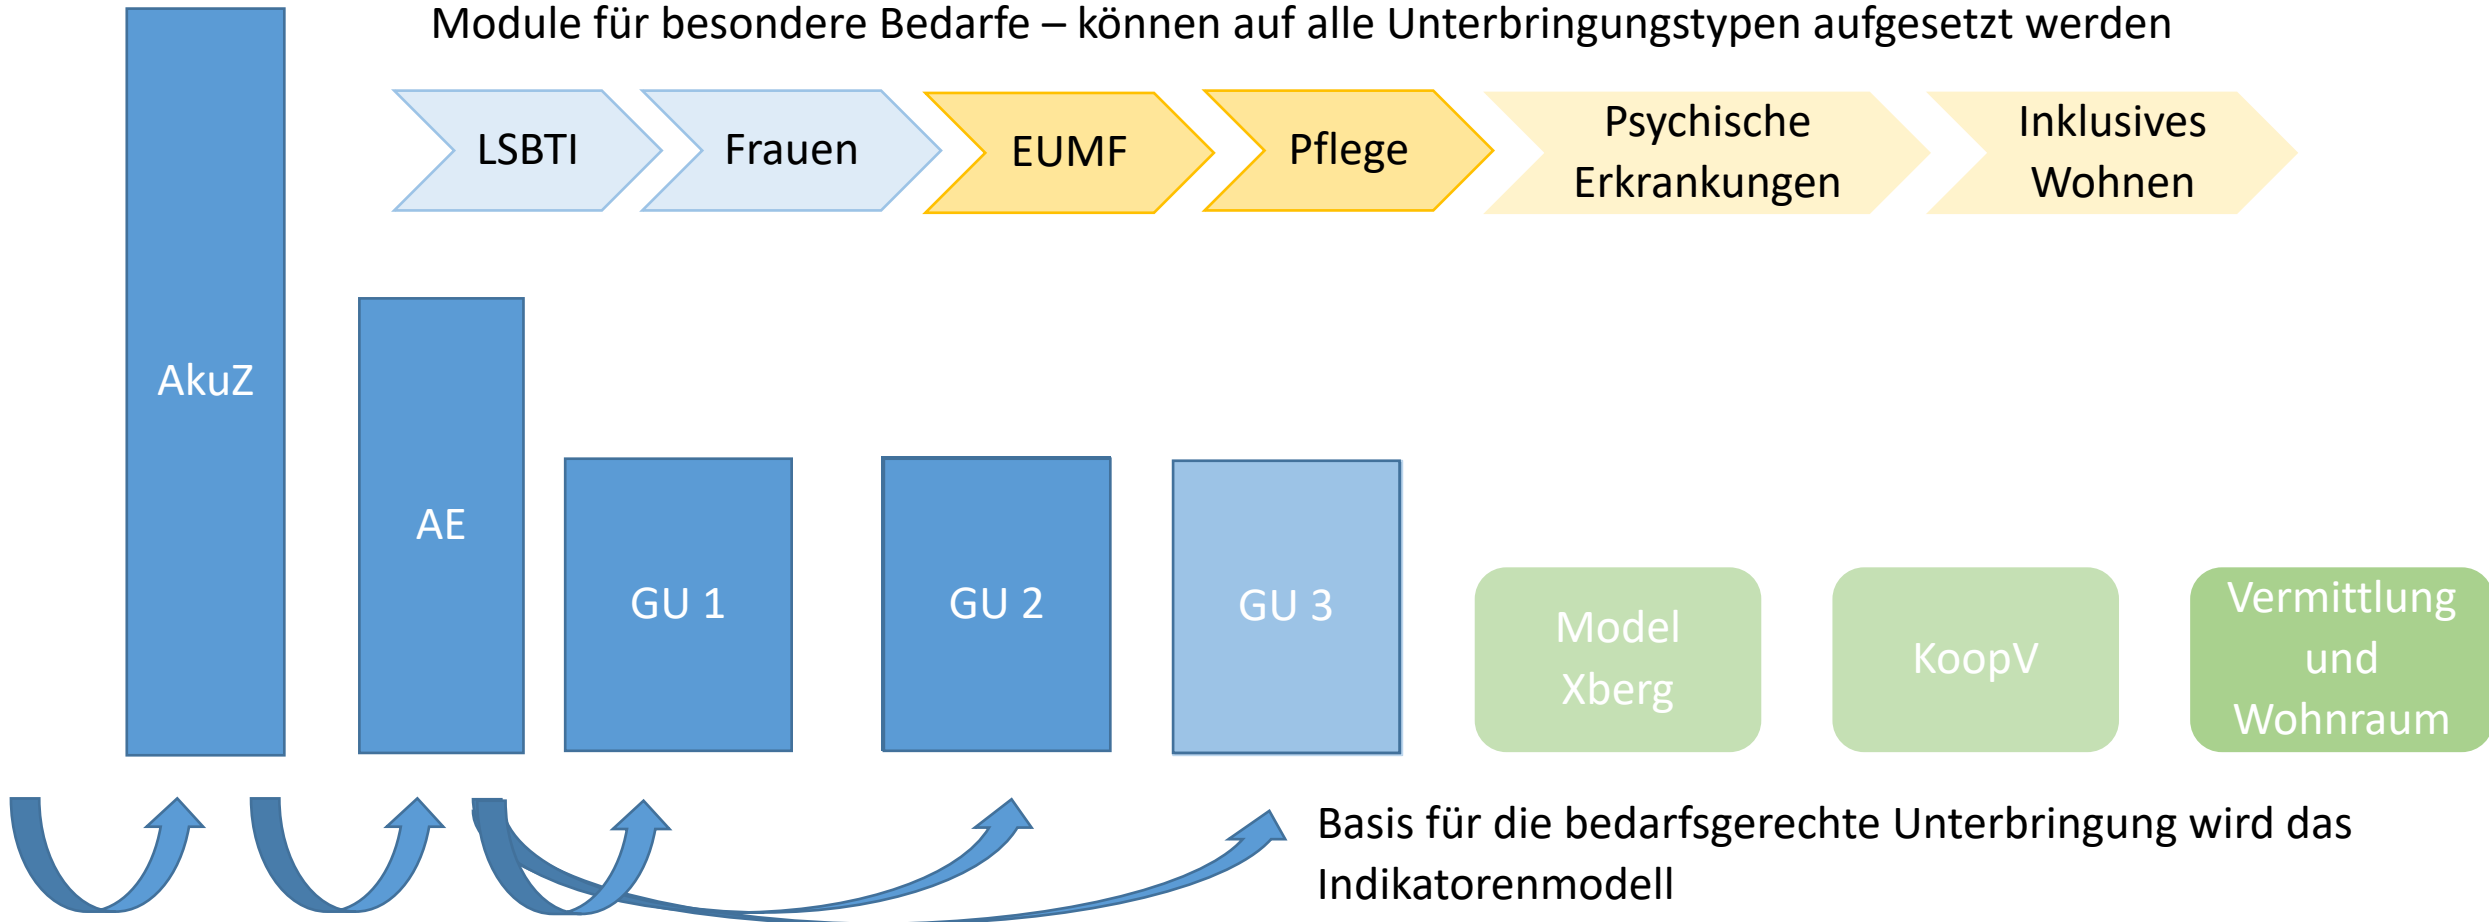 Module für besondere Bedarfe – können auf alle Unterbringungstypen aufgesetzt werden
LSBTI
Frauen
EUMF
Pflege
Psychische
Erkrankungen
Inklusives
Wohnen
AkuZ
AE
GU 1
GU 2
GU 3
Model
Xberg
KoopV
Vermittlung
und
Wohnraum
Basis für die bedarfsgerechte Unterbringung wird das
Indikatorenmodell